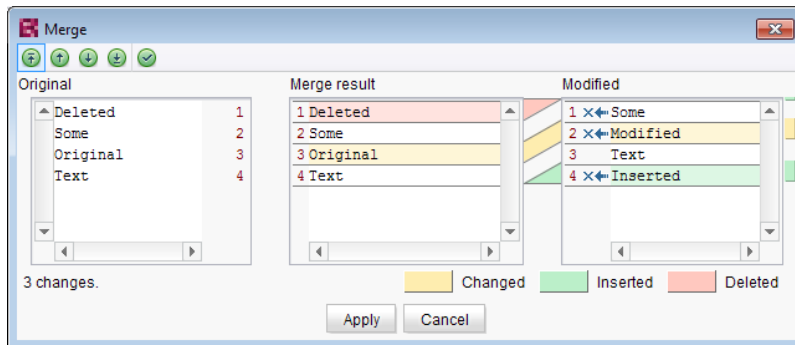 Merge
Original Merge result Modified
Deleted 1 1 Deleted 1 Some
Some 2 2 Some 2 Modified
Original 3 3 Original 3 Text
Text 4 4 Text 4 Inserted
3 changes. Changed Inserted Deleted
Apply Cancel